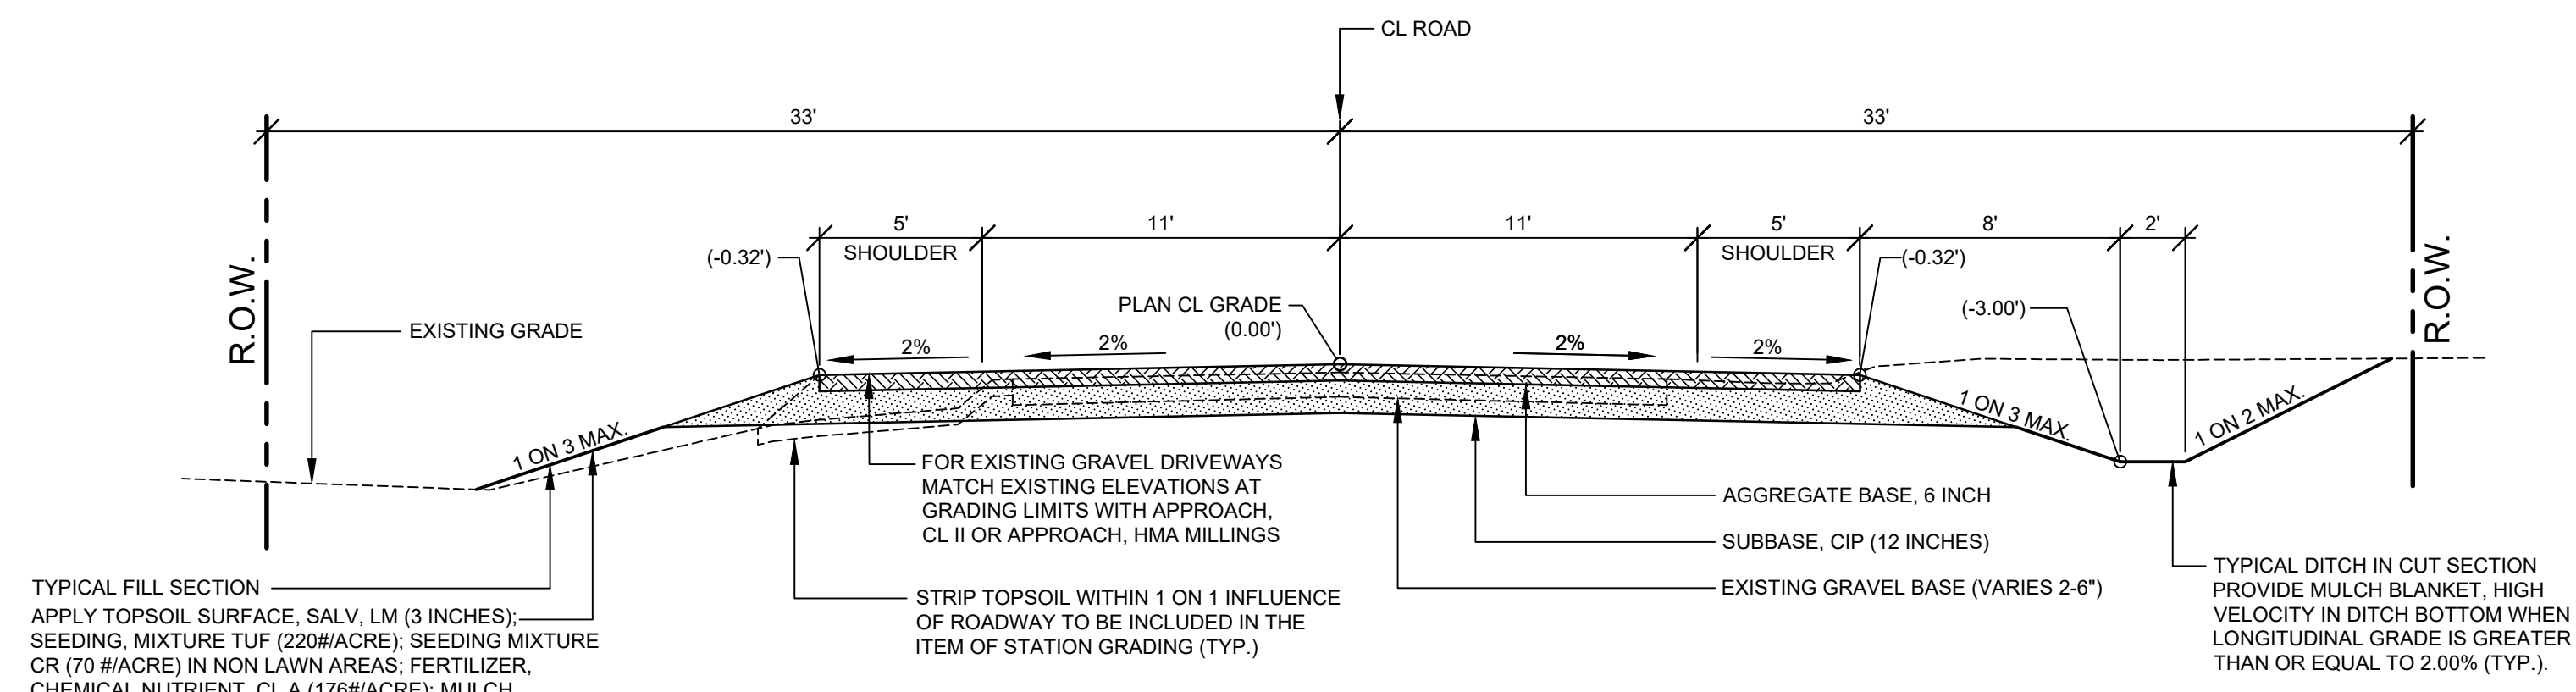 CL ROAD
33'
33'
5'
11'
11'
5'
8'
2'
SHOULDER
SHOULDER
(-0.32')
(-0.32')
R.O.W.
R.O.W.
PLAN CL GRADE
(0.00')
(-3.00')
EXISTING GRADE
2%
2%
2%
2%
1 ON 3 MAX.
1 ON 3 MAX.
1 ON 2 MAX.
FOR EXISTING GRAVEL DRIVEWAYS
MATCH EXISTING ELEVATIONS AT
GRADING LIMITS WITH APPROACH,
CL II OR APPROACH, HMA MILLINGS
AGGREGATE BASE, 6 INCH
SUBBASE, CIP (12 INCHES)
EXISTING GRAVEL BASE (VARIES 2-6")
STRIP TOPSOIL WITHIN 1 ON 1 INFLUENCE
OF ROADWAY TO BE INCLUDED IN THE
ITEM OF STATION GRADING (TYP.)
TYPICAL DITCH IN CUT SECTION
PROVIDE MULCH BLANKET, HIGH
VELOCITY IN DITCH BOTTOM WHEN
LONGITUDINAL GRADE IS GREATER
THAN OR EQUAL TO 2.00% (TYP.).
TYPICAL FILL SECTION
APPLY TOPSOIL SURFACE, SALV, LM (3 INCHES);
SEEDING, MIXTURE TUF (220#/ACRE); SEEDING MIXTURE
CR (70 #/ACRE) IN NON LAWN AREAS; FERTILIZER,
CHEMICAL NUTRIENT, CL A (176#/ACRE); MULCH